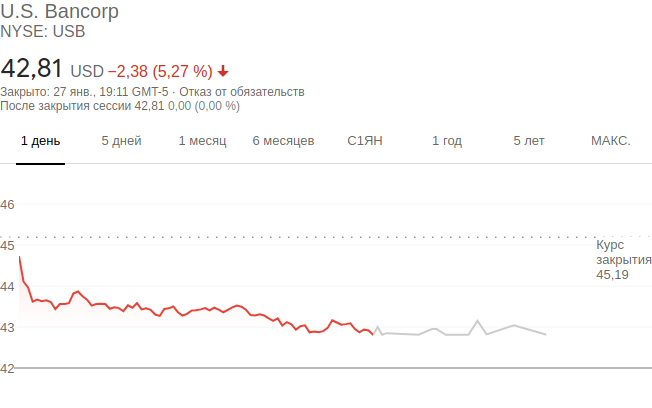 U.S. Bancorp
NYSE: USB
42,81 USD −2,38 (5,27 %)
Закрыто: 27 янв., 19:11 GMT-5 · Отказ от обязательств
После закрытия сессии 42,81 0,00 (0,00 %)
1 день 5 дней 1 месяц 6 месяцев С1ЯН 1 год 5 лет МАКС.
46
45
Курс
закрытия
45,19
44
43
42